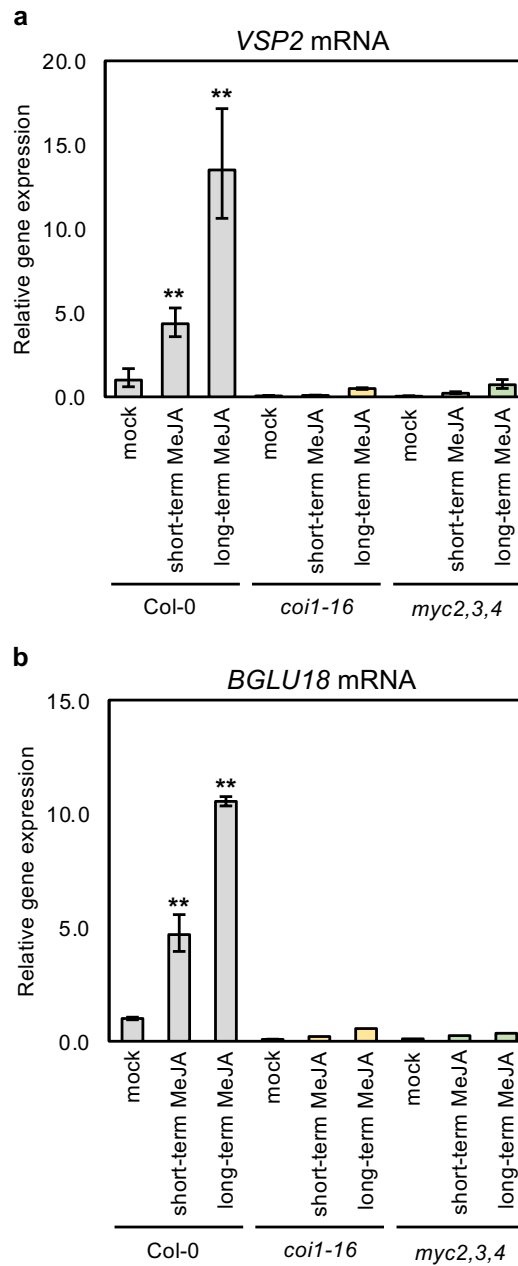 a
VSP2 mRNA
Relative gene expression
20.0
15.0
10.0
5.0
0.0
**
**
mock
short-term MeJA
long-term MeJA
mock
short-term MeJA
long-term MeJA
mock
short-term MeJA
long-term MeJA
Col-0
coi1-16
myc2,3,4
b
BGLU18 mRNA
Relative gene expression
15.0
10.0
5.0
0.0
**
**
mock
short-term MeJA
long-term MeJA
mock
short-term MeJA
long-term MeJA
mock
short-term MeJA
long-term MeJA
Col-0
coi1-16
myc2,3,4